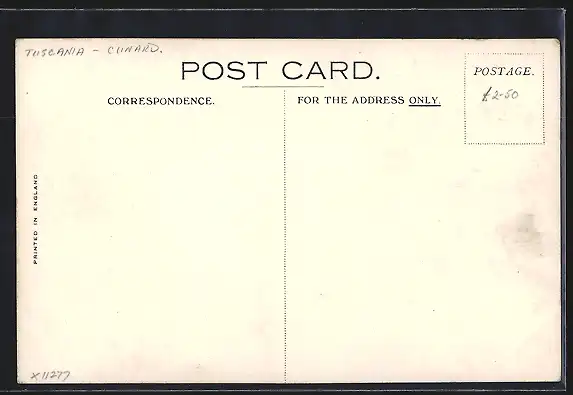 TUSCANIA - CUNARD.
POST CARD.
CORRESPONDENCE.
FOR THE ADDRESS ONLY.
POSTAGE.
£2-50
PRINTED IN ENGLAND
X11277